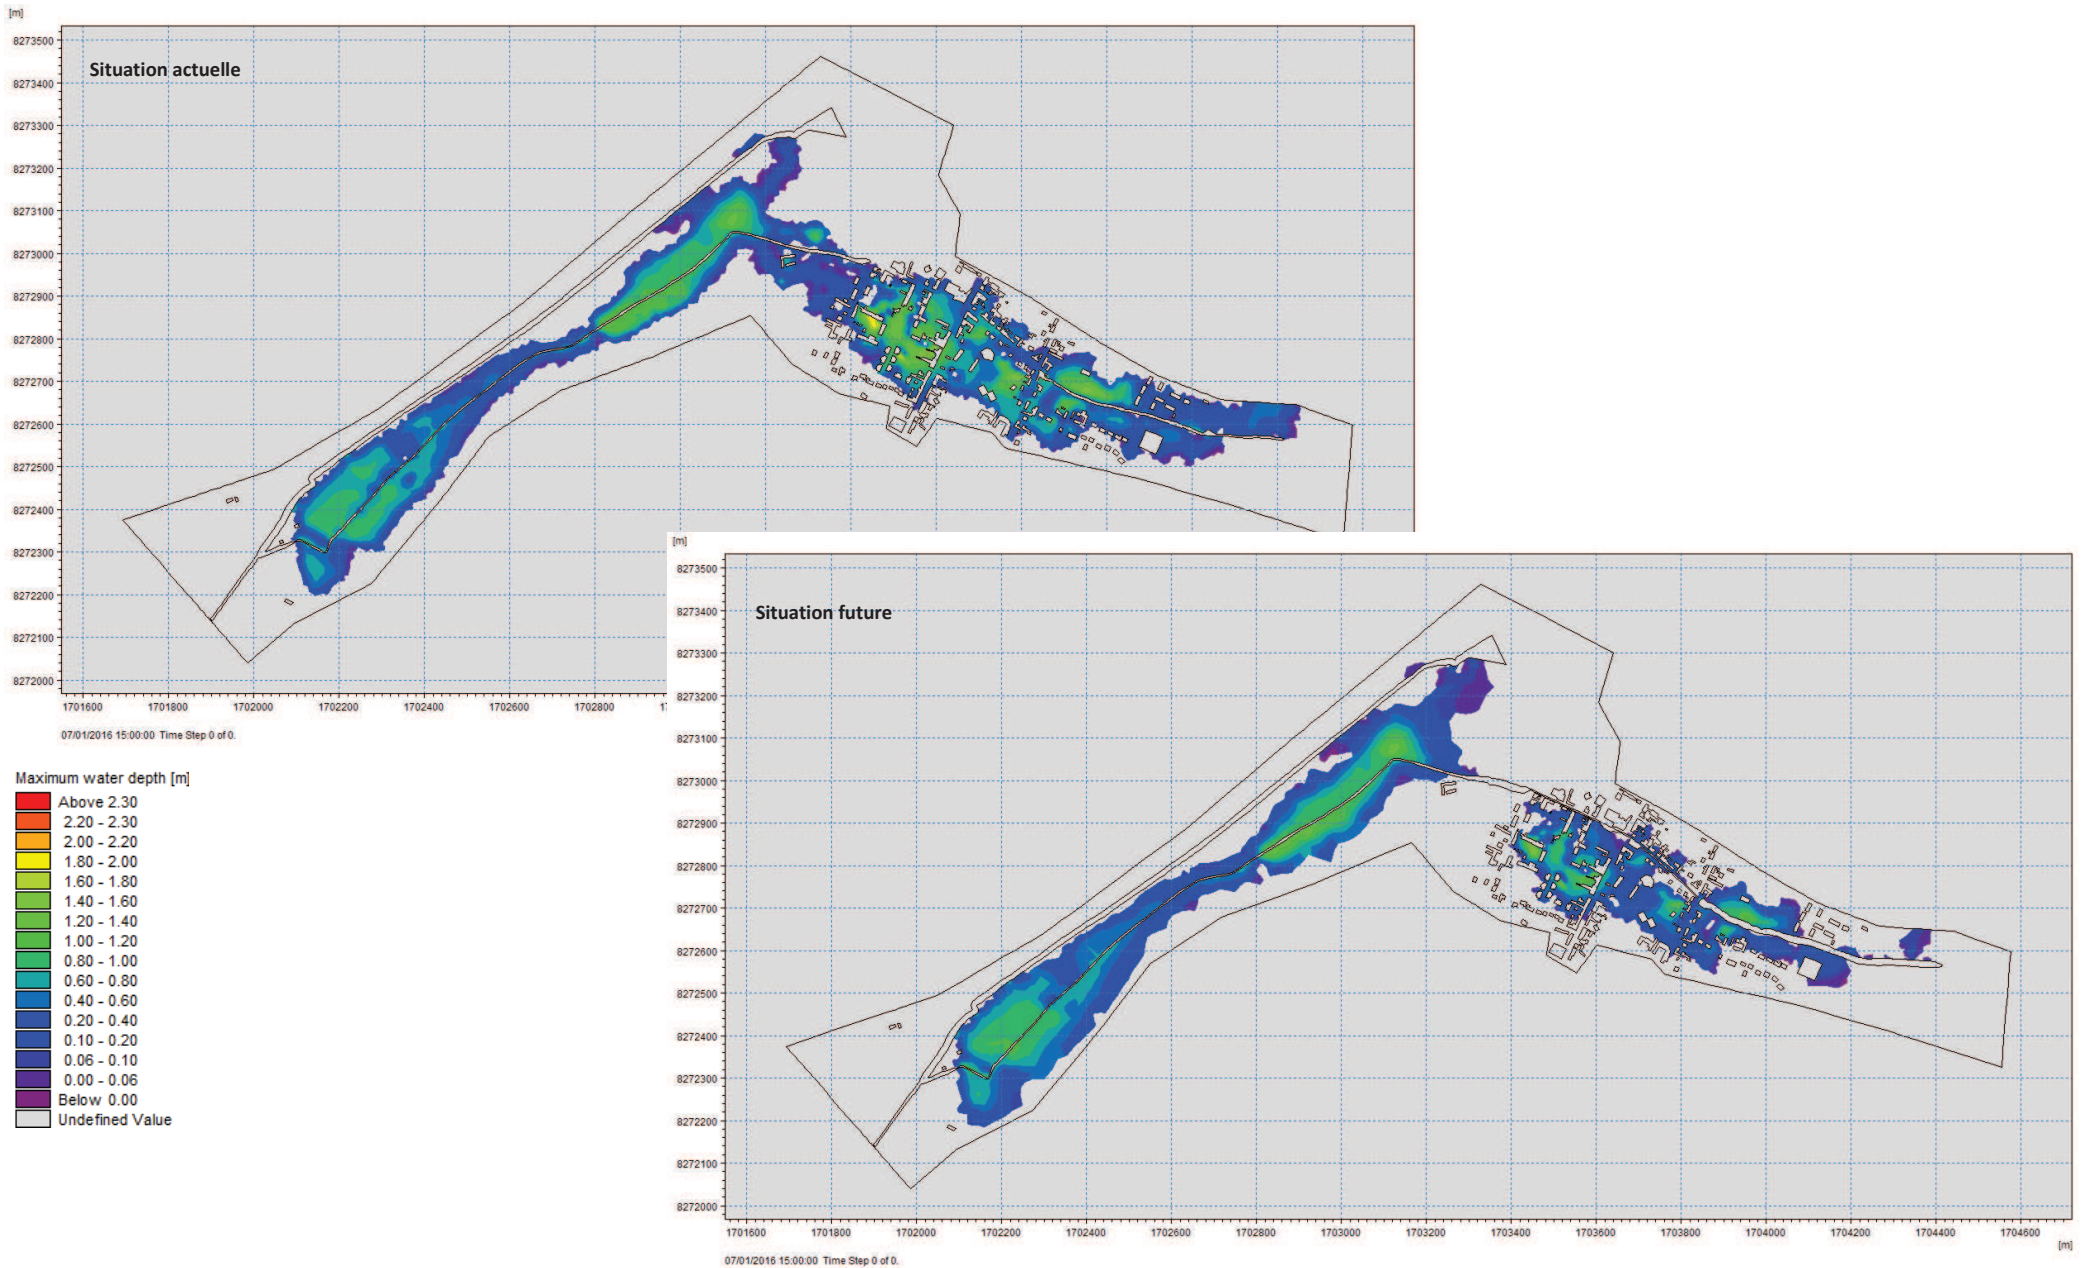 [m]
Situation actuelle
8273500
8273400
8273300
8273200
8273100
8273000
8272900
8272800
8272700
8272600
8272500
8272400
8272300
8272200
8272100
8272000
1701600 1701800 1702000 1702200 1702400 1702600 1702800
07/01/2016 15:00:00 Time Step 0 of 0.
[m]
Situation future
8273500
8273400
8273300
8273200
8273100
8273000
8272900
8272800
8272700
8272600
8272500
8272400
8272300
8272200
8272100
8272000
1701600 1701800 1702000 1702200 1702400 1702600 1702800 1703000 1703200 1703400 1703600 1703800 1704000 1704200 1704400 1704600
[m]
07/01/2016 15:00:00 Time Step 0 of 0.
Maximum water depth [m]
Above 2.30
2.20 - 2.30
2.00 - 2.20
1.80 - 2.00
1.60 - 1.80
1.40 - 1.60
1.20 - 1.40
1.00 - 1.20
0.80 - 1.00
0.60 - 0.80
0.40 - 0.60
0.20 - 0.40
0.10 - 0.20
0.06 - 0.10
0.00 - 0.06
Below 0.00
Undefined Value